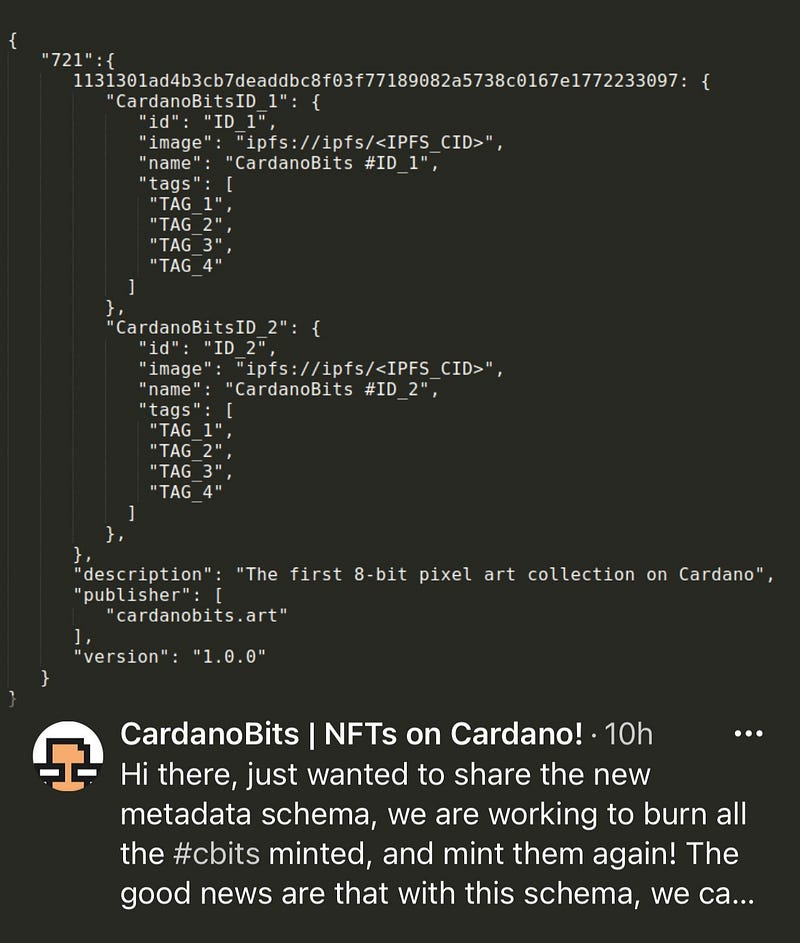 {
"721":{
1131301ad4b3cb7deaddbc8f03f77189082a5738c0167e1772233097: {
"CardanoBitsID_1": {
"id": "ID_1",
"image": "ipfs://ipfs/<IPFS_CID>",
"name": "CardanoBits #ID_1",
"tags": [
"TAG_1",
"TAG_2",
"TAG_3",
"TAG_4"
]
},
"CardanoBitsID_2": {
"id": "ID_2",
"image": "ipfs://ipfs/<IPFS_CID>",
"name": "CardanoBits #ID_2",
"tags": [
"TAG_1",
"TAG_2",
"TAG_3",
"TAG_4"
]
},
},
"description": "The first 8-bit pixel art collection on Cardano",
"publisher": [
"cardanobits.art"
],
"version": "1.0.0"
}
}
CardanoBits | NFTs on Cardano! · 10h
Hi there, just wanted to share the new
metadata schema, we are working to burn all
the #cbits minted, and mint them again! The
good news are that with this schema, we ca...